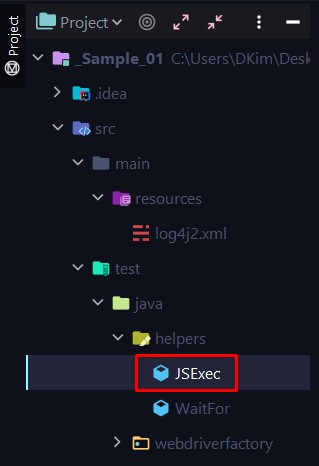 Project
Project
_Sample_01 C:\Users\DKim\Desk
.idea
src
main
resources
log4j2.xml
test
java
helpers
JSExec
WaitFor
webdriverfactory